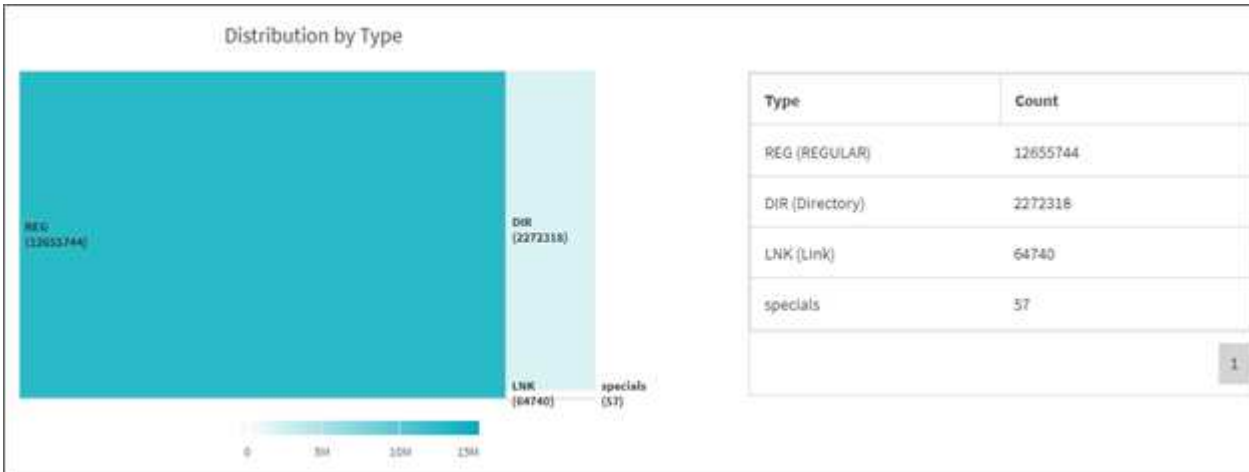 Distribution by Type
REG
(12655744)
DIR
(2272318)
LNK
(64740)
specials
(57)
0 5M 10M 15M
Type Count
REG (REGULAR) 12655744
DIR (Directory) 2272318
LNK (Link) 64740
specials 57
1